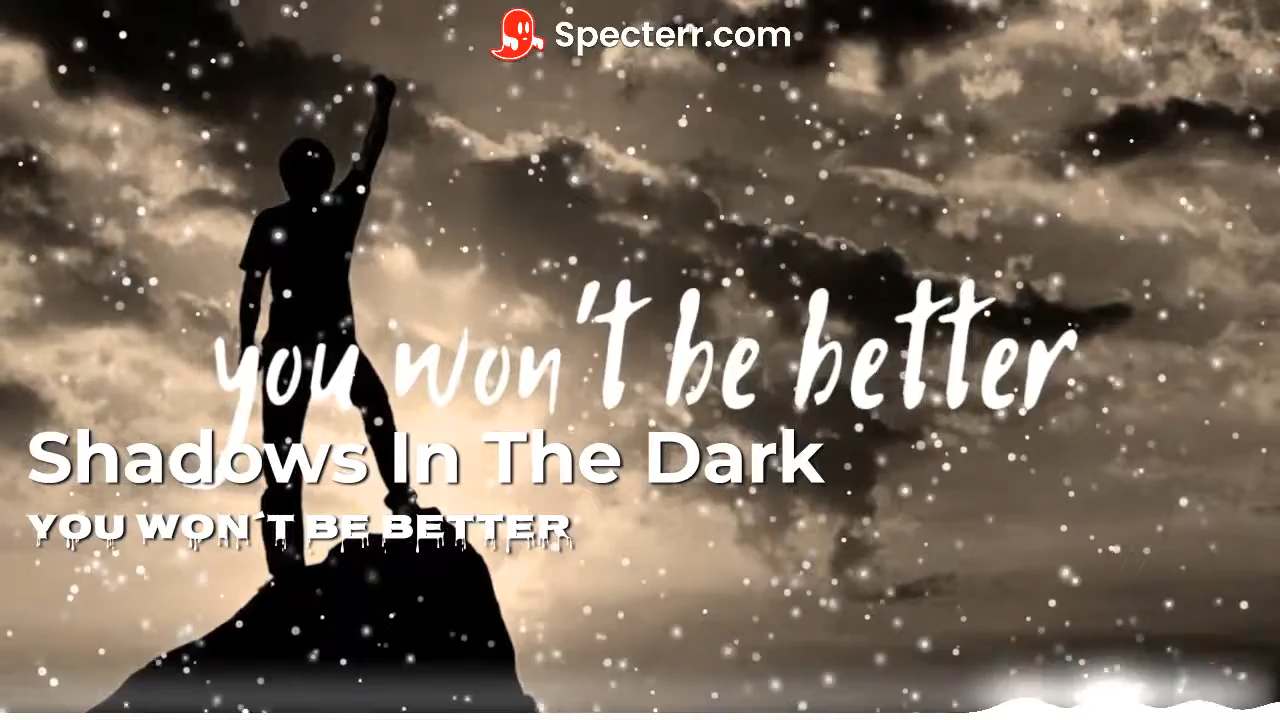 Specterr.com
you won't be better
Shadows In The Dark
YOU WON´T BE BETTER